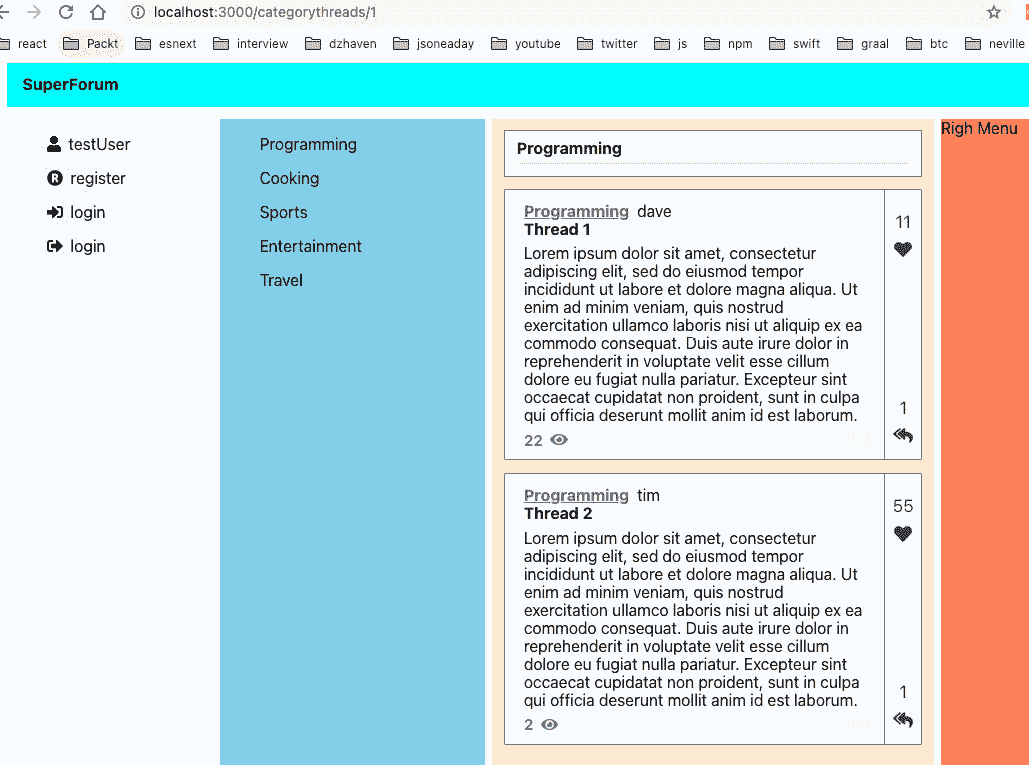 localhost:3000/categorythreads/1
react Packt esnext interview dzhaven jsoneaday youtube twitter js npm swift graal btc neville
SuperForum
testUser
register
login
login
Programming
Cooking
Sports
Entertainment
Travel
Programming
Programming dave
Thread 1
Lorem ipsum dolor sit amet, consectetur
adipiscing elit, sed do eiusmod tempor
incididunt ut labore et dolore magna aliqua. Ut
enim ad minim veniam, quis nostrud
exercitation ullamco laboris nisi ut aliquip ex ea
commodo consequat. Duis aute irure dolor in
reprehenderit in voluptate velit esse cillum
dolore eu fugiat nulla pariatur. Excepteur sint
occaecat cupidatat non proident, sunt in culpa
qui officia deserunt mollit anim id est laborum.
22
11
1
Programming tim
Thread 2
Lorem ipsum dolor sit amet, consectetur
adipiscing elit, sed do eiusmod tempor
incididunt ut labore et dolore magna aliqua. Ut
enim ad minim veniam, quis nostrud
exercitation ullamco laboris nisi ut aliquip ex ea
commodo consequat. Duis aute irure dolor in
reprehenderit in voluptate velit esse cillum
dolore eu fugiat nulla pariatur. Excepteur sint
occaecat cupidatat non proident, sunt in culpa
qui officia deserunt mollit anim id est laborum.
2
55
1
Righ Menu